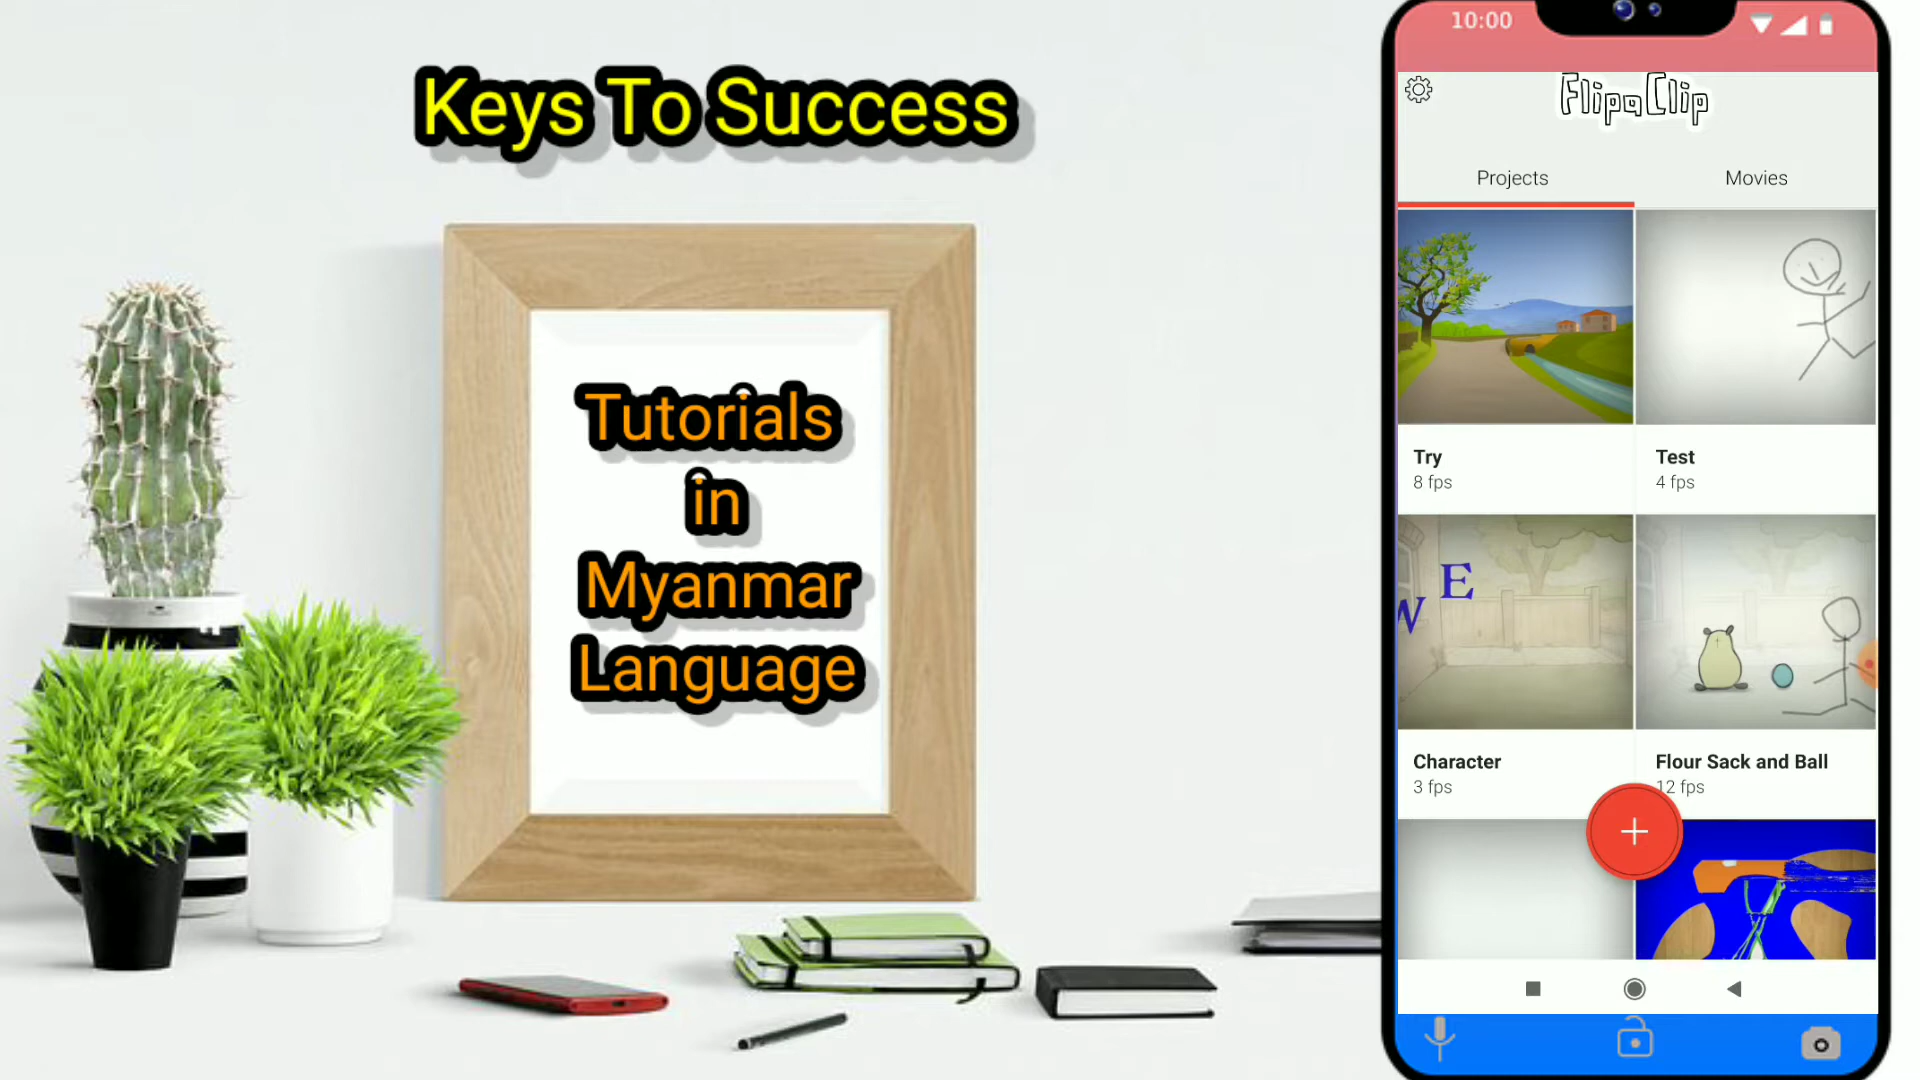 Keys To Success
Tutorials
in
Myanmar
Language
10:00
FlipaClip
Projects
Movies
Try
8 fps
Test
4 fps
W E
Character
3 fps
Flour Sack and Ball
12 fps